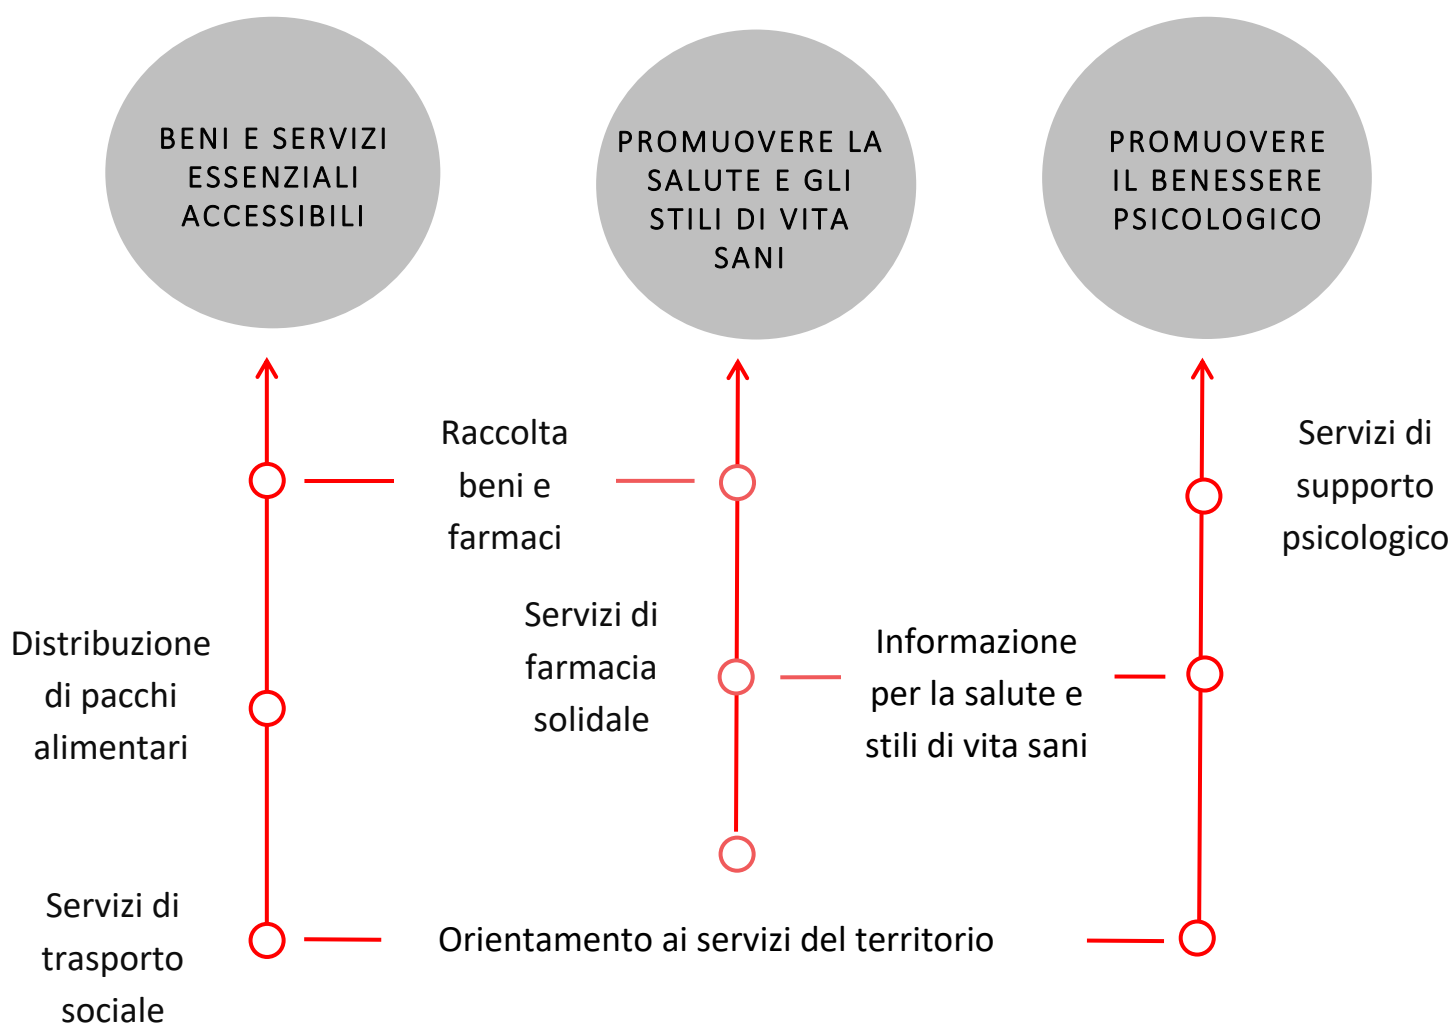 BENI E SERVIZI
ESSENZIALI
ACCESSIBILI
PROMUOVERE LA
SALUTE E GLI
STILI DI VITA
SANI
PROMUOVERE
IL BENESSERE
PSICOLOGICO
Raccolta
beni e
farmaci
Servizi di
supporto
psicologico
Distribuzione
di pacchi
alimentari
Servizi di
farmacia
solidale
Informazione
per la salute e
stili di vita sani
Servizi di
trasporto
sociale
Orientamento ai servizi del territorio